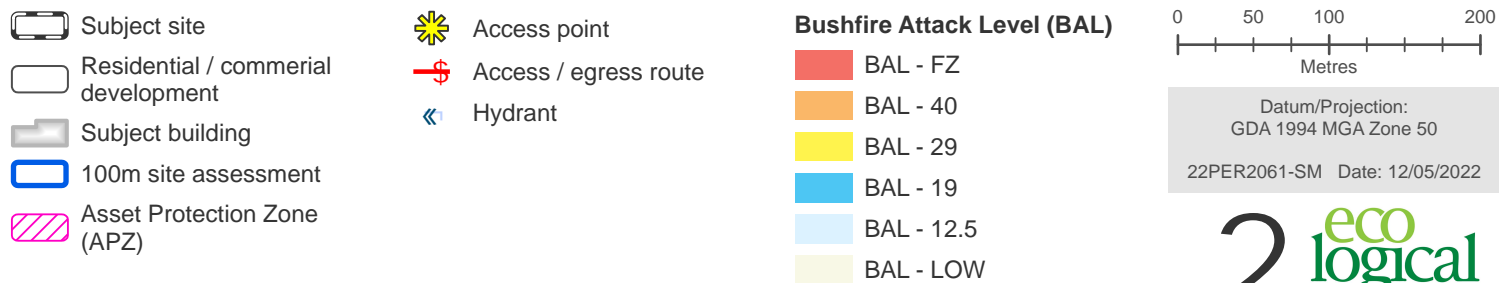 Subject site
Residential / commerial
development
Subject building
100m site assessment
Asset Protection Zone
(APZ)
Access point
$ Access / egress route
Hydrant
Bushfire Attack Level (BAL)
BAL - FZ
BAL - 40
BAL - 29
BAL - 19
BAL - 12.5
BAL - LOW
0 50 100 200
Metres
Datum/Projection:
GDA 1994 MGA Zone 50
22PER2061-SM Date: 12/05/2022
eco
logical